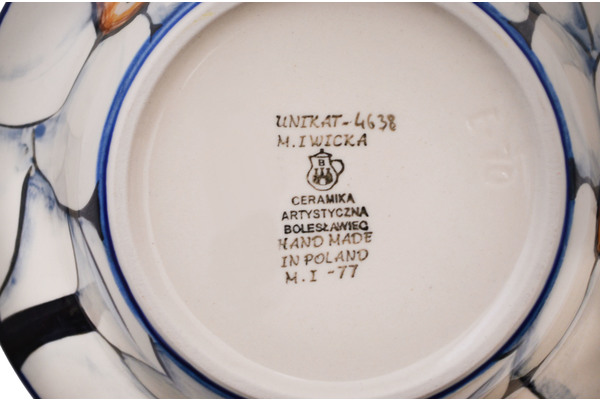 UNIKAT-4638
M.IWICKA
B
CERAMIKA
ARTYSTYCZNA
BOLESŁAWIEC
HAND MADE
IN POLAND
M.I-77